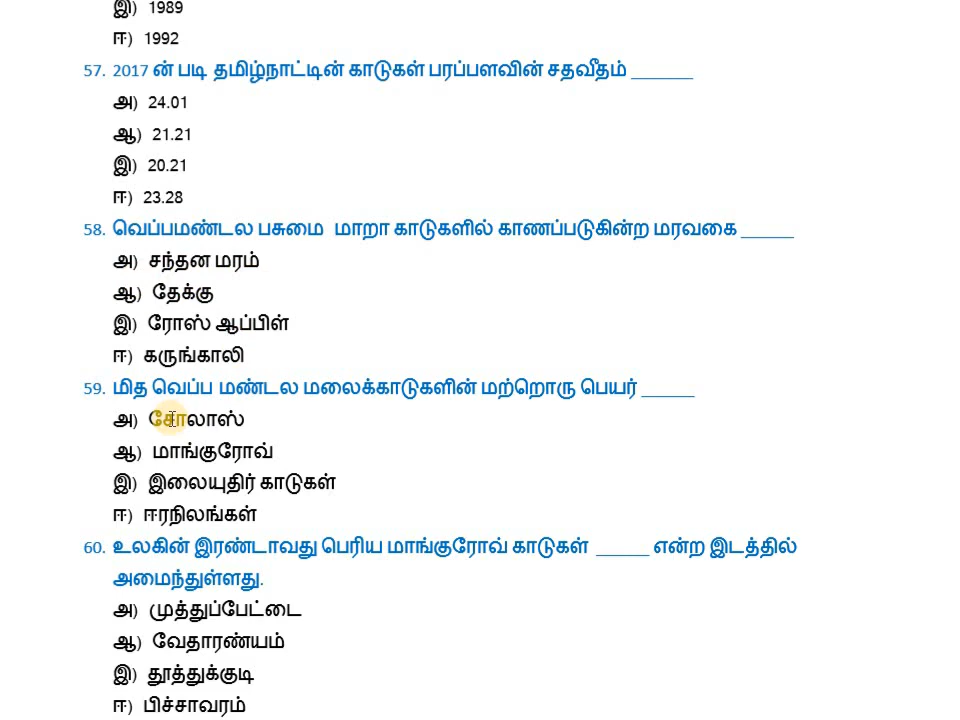 இ) 1989
ஈ) 1992
57. 2017 ன் படி தமிழ்நாட்டின் காடுகள் பரப்பளவின் சதவீதம் ______
அ) 24.01
ஆ) 21.21
இ) 20.21
ஈ) 23.28
58. வெப்பமண்டல பசுமை மாறா காடுகளில் காணப்படுகின்ற மரவகை _____
அ) சந்தன மரம்
ஆ) தேக்கு
இ) ரோஸ் ஆப்பிள்
ஈ) கருங்காலி
59. மித வெப்ப மண்டல மலைக்காடுகளின் மற்றொரு பெயர் _____
அ) சோலாஸ்
ஆ) மாங்குரோவ்
இ) இலையுதிர் காடுகள்
ஈ) ஈரநிலங்கள்
60. உலகின் இரண்டாவது பெரிய மாங்குரோவ் காடுகள் _____ என்ற இடத்தில்
அமைந்துள்ளது.
அ) முத்துப்பேட்டை
ஆ) வேதாரண்யம்
இ) தூத்துக்குடி
ஈ) பிச்சாவரம்